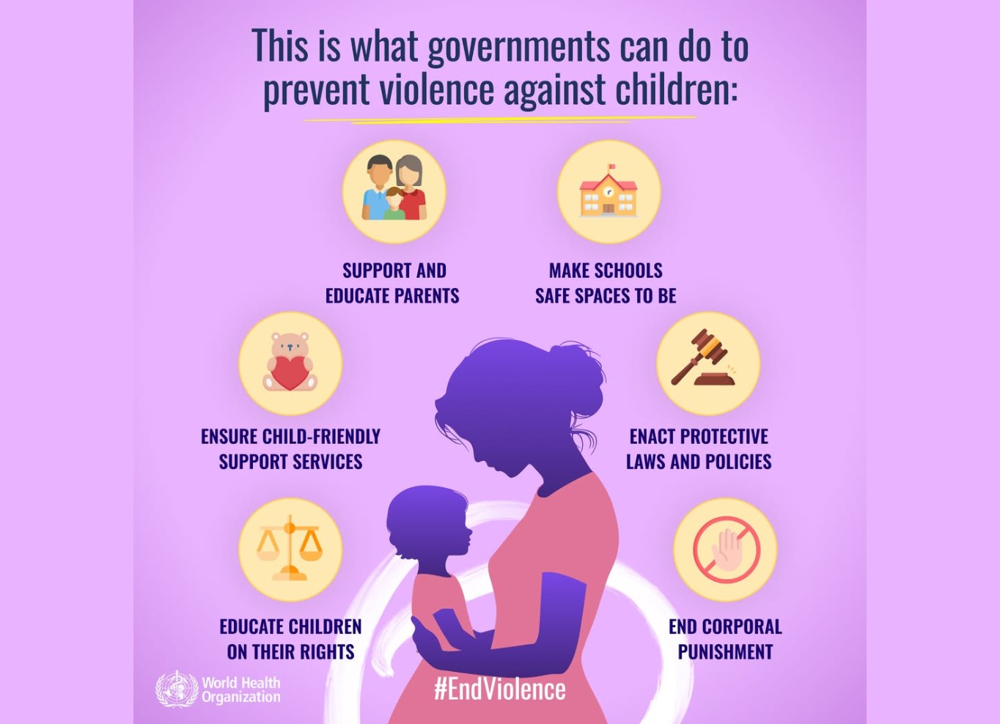 This is what governments can do to
prevent violence against children:
SUPPORT AND
EDUCATE PARENTS
MAKE SCHOOLS
SAFE SPACES TO BE
ENSURE CHILD-FRIENDLY
SUPPORT SERVICES
ENACT PROTECTIVE
LAWS AND POLICIES
EDUCATE CHILDREN
ON THEIR RIGHTS
END CORPORAL
PUNISHMENT
World Health
Organization
#EndViolence